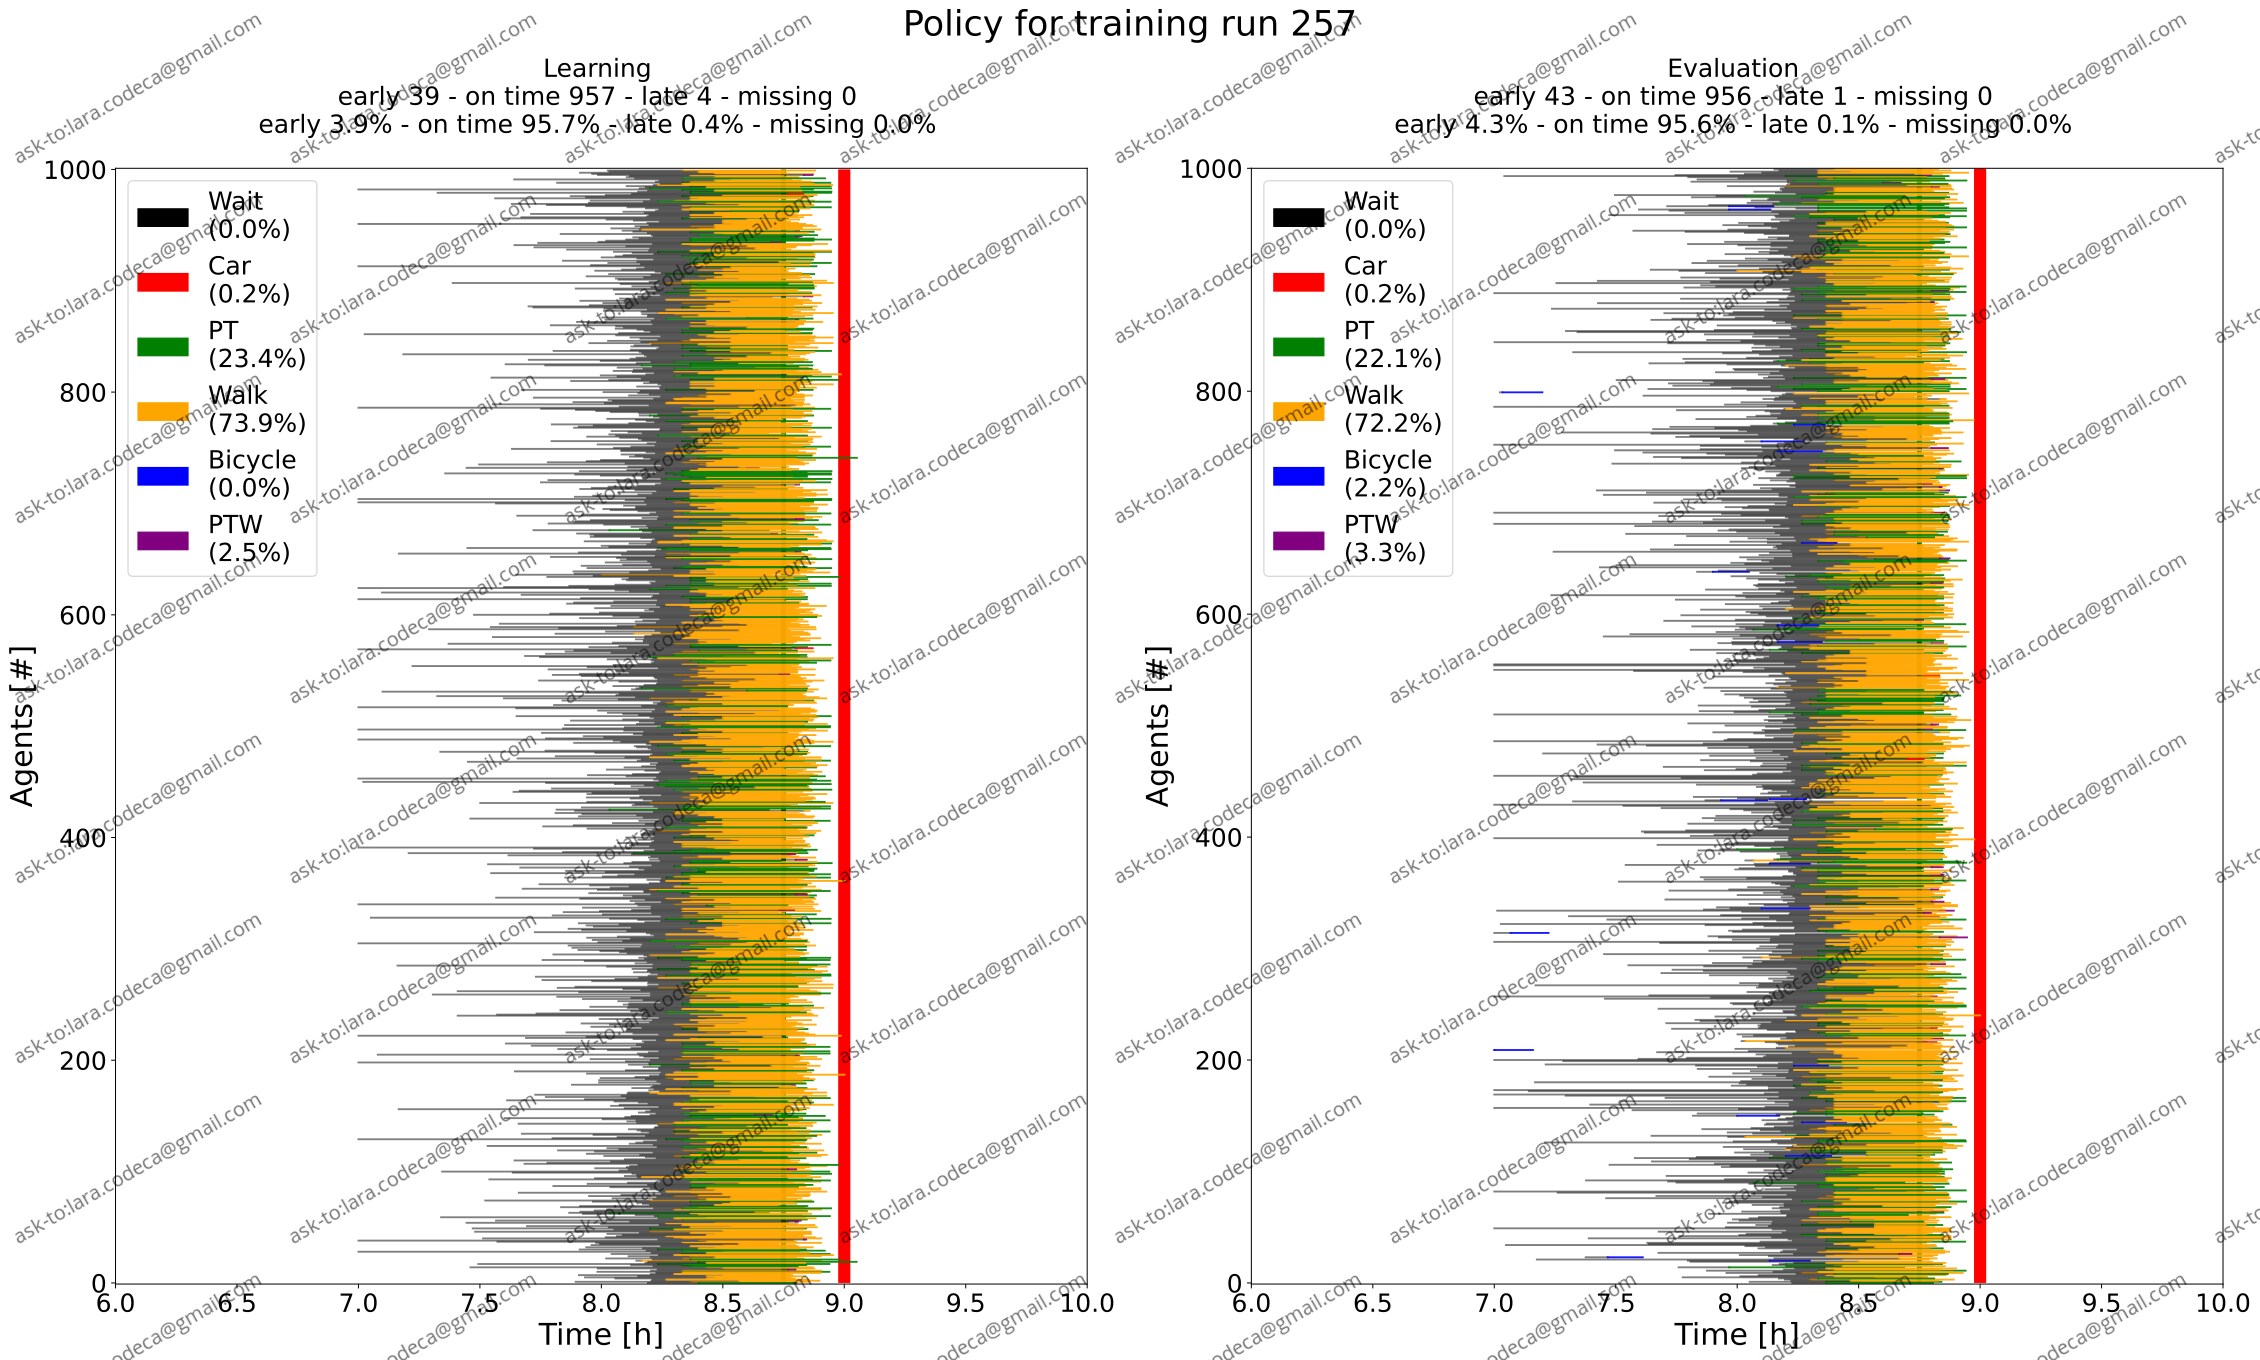 Policy for training run 257
Learning
early 39 - on time 957 - late 4 - missing 0
early 3.9% - on time 95.7% - late 0.4% - missing 0.0%
1000
800
600
400
200
0
Agents [#]
Wait
(0.0%)
Car
(0.2%)
PT
(23.4%)
Walk
(73.9%)
Bicycle
(0.0%)
PTW
(2.5%)
6.0 6.5 7.0 7.5 8.0 8.5 9.0 9.5 10.0
Time [h]
Evaluation
early 43 - on time 956 - late 1 - missing 0
early 4.3% - on time 95.6% - late 0.1% - missing 0.0%
1000
800
600
400
200
0
Agents [#]
Wait
(0.0%)
Car
(0.2%)
PT
(22.1%)
Walk
(72.2%)
Bicycle
(2.2%)
PTW
(3.3%)
6.0 6.5 7.0 7.5 8.0 8.5 9.0 9.5 10.0
Time [h]
ask-to:lara.codeca@gmail.com